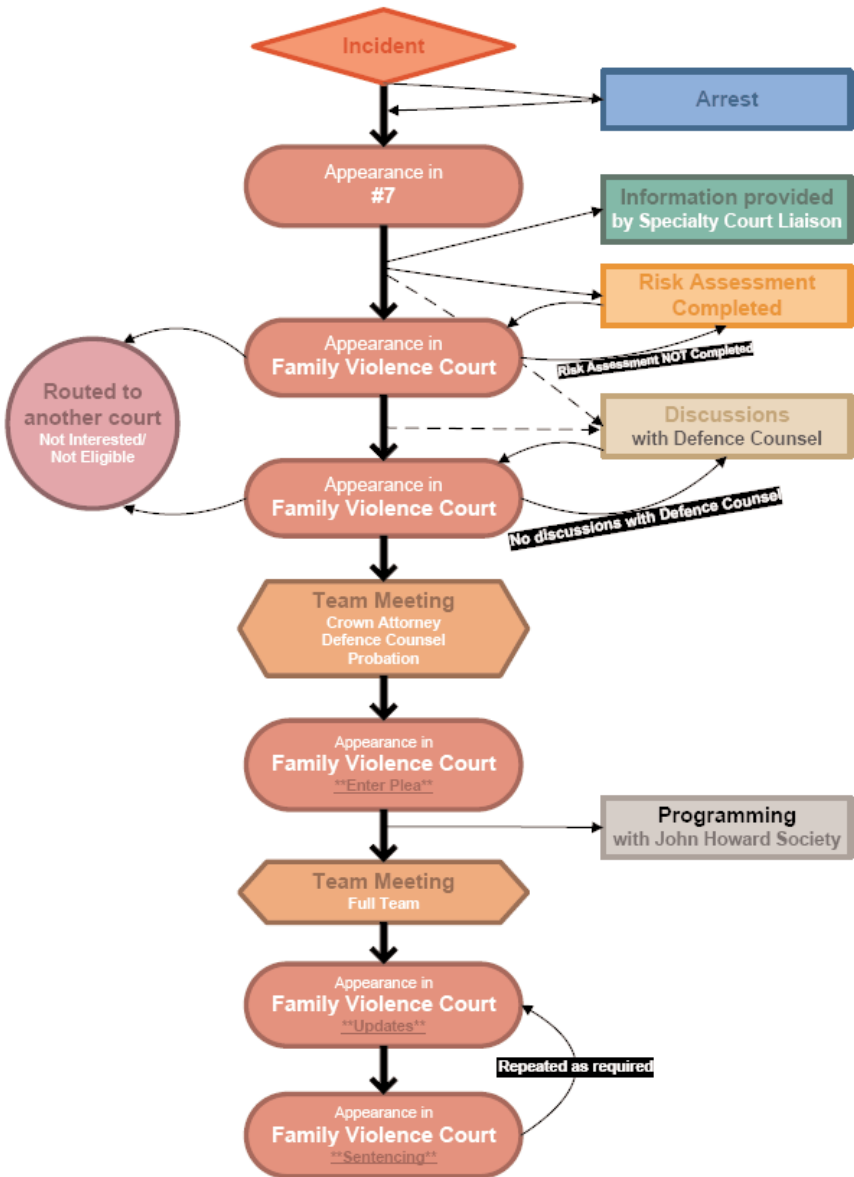 Incident
Arrest
Appearance in
#7
Information provided
by Specialty Court Liaison
Risk Assessment
Completed
Appearance in
Family Violence Court
Risk Assessment NOT Completed
Routed to
another court
Not Interested/
Not Eligible
Discussions
with Defence Counsel
Appearance in
Family Violence Court
No discussions with Defence Counsel
Team Meeting
Crown Attorney
Defence Counsel
Probation
Appearance in
Family Violence Court
**Enter Plea**
Programming
with John Howard Society
Team Meeting
Full Team
Appearance in
Family Violence Court
**Updates**
Repeated as required
Appearance in
Family Violence Court
**Sentencing**